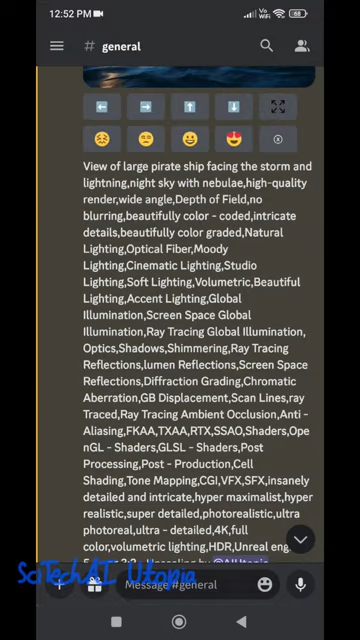 12:52 PM
Vo WiFi
68
# general
View of large pirate ship facing the storm and
lightning,night sky with nebulae,high-quality
render,wide angle,Depth of Field,no
blurring,beautifully color - coded,intricate
details,beautifully color graded,Natural
Lighting,Optical Fiber,Moody
Lighting,Cinematic Lighting,Studio
Lighting,Soft Lighting,Volumetric,Beautiful
Lighting,Accent Lighting,Global
Illumination,Screen Space Global
Illumination,Ray Tracing Global Illumination,
Optics,Shadows,Shimmering,Ray Tracing
Reflections,lumen Reflections,Screen Space
Reflections,Diffraction Grading,Chromatic
Aberration,GB Displacement,Scan Lines,ray
Traced,Ray Tracing Ambient Occlusion,Anti -
Aliasing,FKAA,TXAA,RTX,SSAO,Shaders,Ope
nGL - Shaders,GLSL - Shaders,Post
Processing,Post - Production,Cell
Shading,Tone Mapping,CGI,VFX,SFX,insanely
detailed and intricate,hyper maximalist,hyper
realistic,super detailed,photorealistic,ultra
photoreal,ultra - detailed,4K,full
color,volumetric lighting,HDR,Unreal eng
SciTechAI Utopia
Message #general